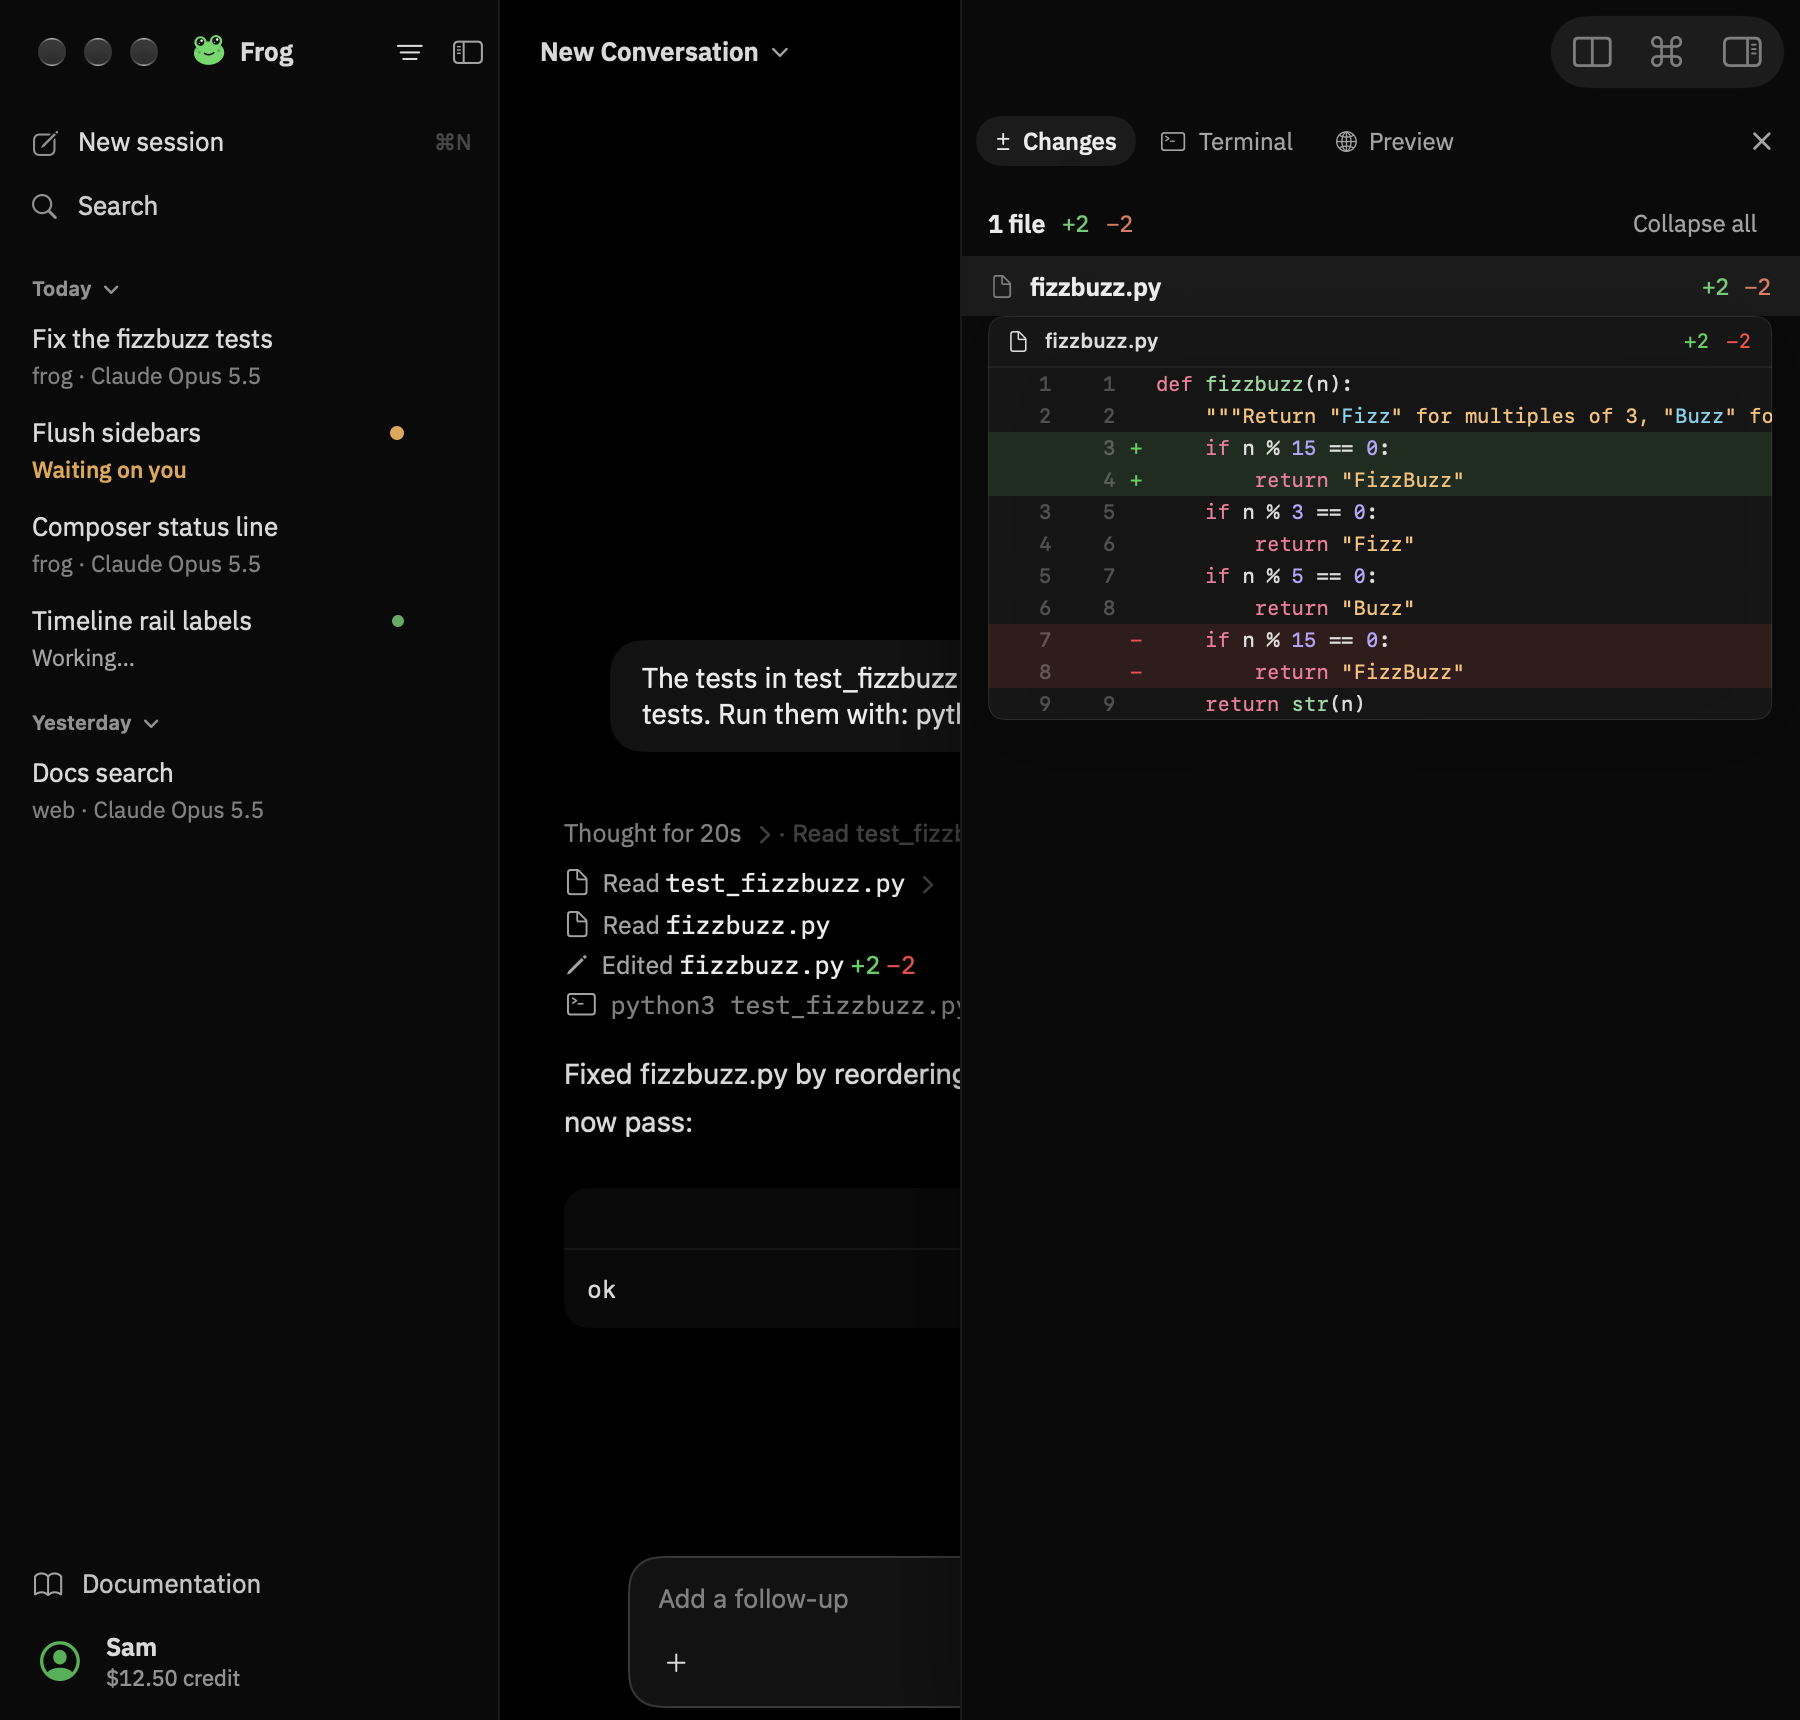 Frog
New session ⌘N
Search
Today
Fix the fizzbuzz tests
frog · Claude Opus 5.5
Flush sidebars
Waiting on you
Composer status line
frog · Claude Opus 5.5
Timeline rail labels
Working...
Yesterday
Docs search
web · Claude Opus 5.5
Documentation
Sam
$12.50 credit
New Conversation
The tests in test_fizzbuzz
tests. Run them with: pyt
Thought for 20s · Read test_fizz
Read test_fizzbuzz.py
Read fizzbuzz.py
Edited fizzbuzz.py +2 −2
python3 test_fizzbuzz.py
Fixed fizzbuzz.py by reordering
now pass:
ok
Add a follow-up
± Changes Terminal Preview
1 file +2 −2 Collapse all
fizzbuzz.py +2 −2
fizzbuzz.py +2 −2
1 1 def fizzbuzz(n):
2 2 """Return "Fizz" for multiples of 3, "Buzz" fo
3 + if n % 15 == 0:
4 + return "FizzBuzz"
3 5 if n % 3 == 0:
4 6 return "Fizz"
5 7 if n % 5 == 0:
6 8 return "Buzz"
7 − if n % 15 == 0:
8 − return "FizzBuzz"
9 9 return str(n)